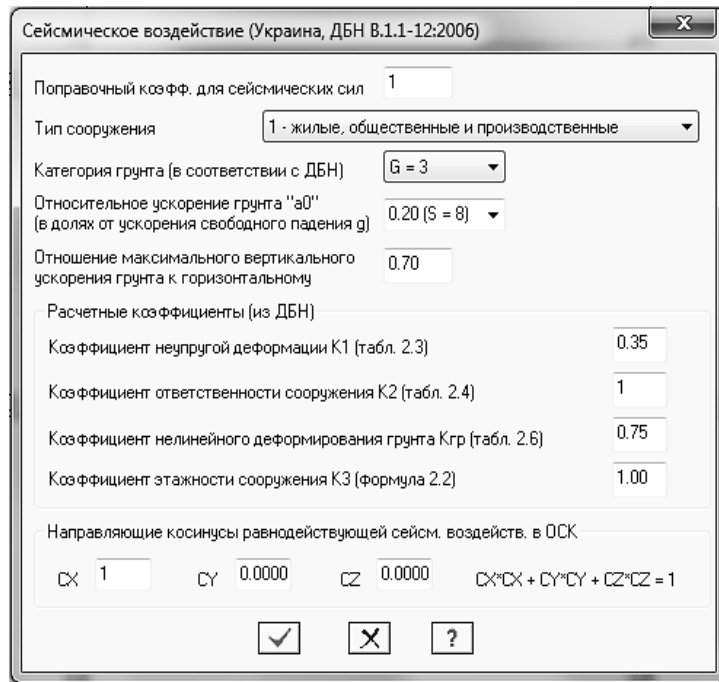 Сейсмическое воздействие (Украина, ДБН В.1.1-12:2006)
Поправочный коэфф. для сейсмических сил 1
Тип сооружения 1 - жилые, общественные и производственные
Категория грунта (в соответствии с ДБН) G = 3
Относительное ускорение грунта "a0"
(в долях от ускорения свободного падения g) 0.20 (S = 8)
Отношение максимального вертикального
ускорения грунта к горизонтальному 0.70
Расчетные коэффициенты (из ДБН)
Коэффициент неупругой деформации К1 (табл. 2.3) 0.35
Коэффициент ответственности сооружения К2 (табл. 2.4) 1
Коэффициент нелинейного деформирования грунта Кгр (табл. 2.6) 0.75
Коэффициент этажности сооружения К3 (формула 2.2) 1.00
Направляющие косинусы равнодействующей сейсм. воздейств. в ОСК
CX 1 CY 0.0000 CZ 0.0000 CX*CX + CY*CY + CZ*CZ = 1
?